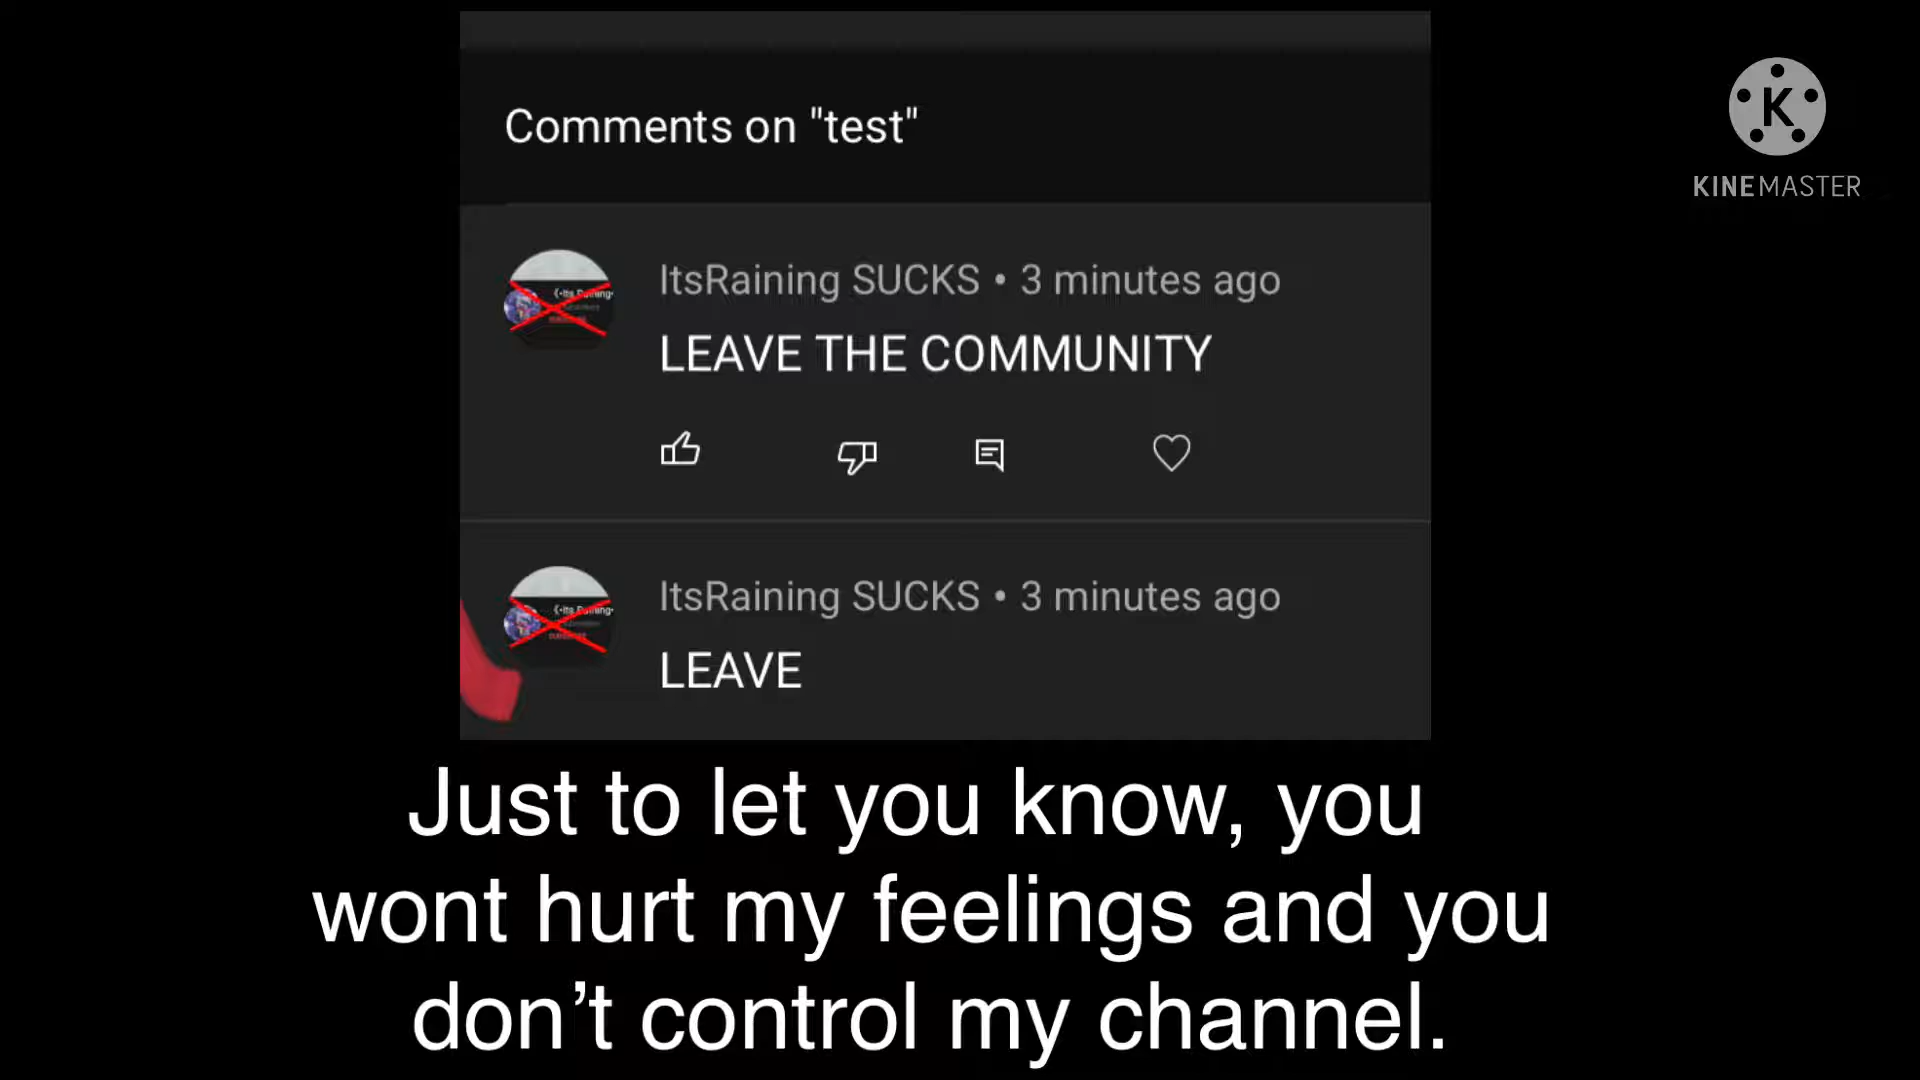 Comments on "test"
KINEMASTER
ItsRaining SUCKS • 3 minutes ago
LEAVE THE COMMUNITY
ItsRaining SUCKS • 3 minutes ago
LEAVE
Just to let you know, you
wont hurt my feelings and you
don’t control my channel.